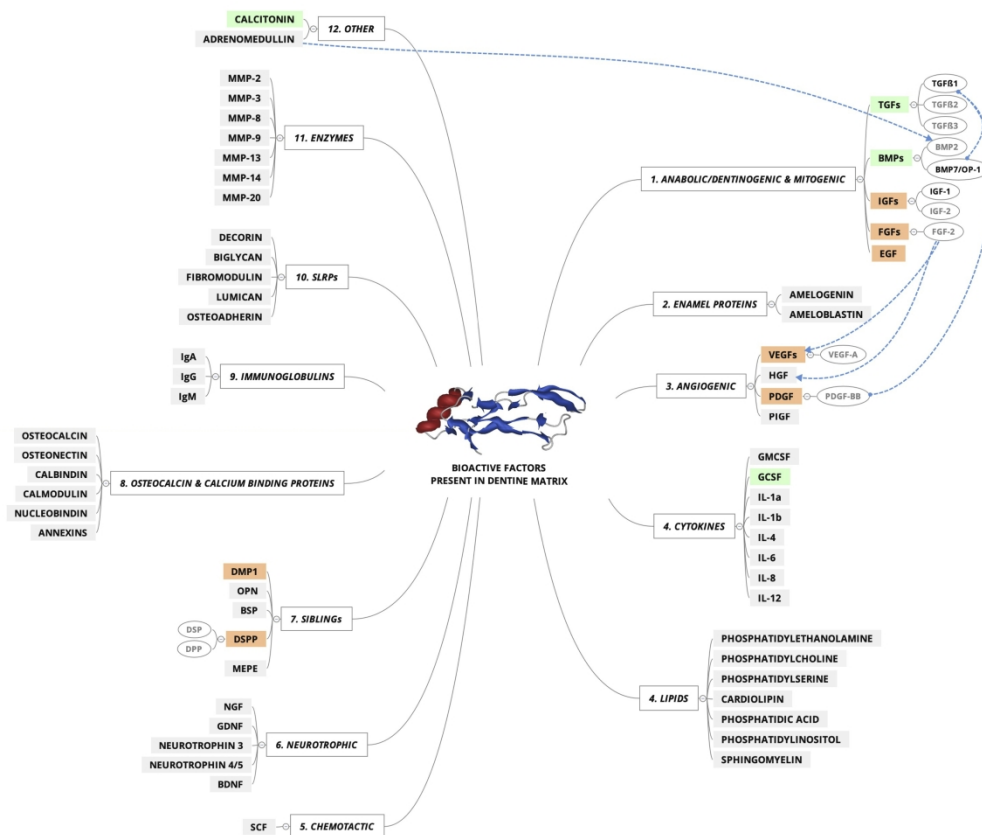 CALCITONIN
ADRENOMEDULLIN
12. OTHER
MMP-2
MMP-3
MMP-8
MMP-9
MMP-13
MMP-14
MMP-20
11. ENZYMES
DECORIN
BIGLYCAN
FIBROMODULIN
LUMICAN
OSTEOADHERIN
10. SLRPs
IgA
IgG
IgM
9. IMMUNOGLOBULINS
OSTEOCALCIN
OSTEONECTIN
CALBINDIN
CALMODULIN
NUCLEOBINDIN
ANNEXINS
8. OSTEOCALCIN & CALCIUM BINDING PROTEINS
DMP1
OPN
BSP
DSP
DPP
DSPP
MEPE
7. SIBLINGs
NGF
GDNF
NEUROTROPHIN 3
NEUROTROPHIN 4/5
BDNF
6. NEUROTROPHIC
SCF
5. CHEMOTACTIC
BIOACTIVE FACTORS
PRESENT IN DENTINE MATRIX
1. ANABOLIC/DENTINOGENIC & MITOGENIC
TGFs
TGFß1
TGFß2
TGFß3
BMPs
BMP2
BMP7/OP-1
IGFs
IGF-1
IGF-2
FGFs
FGF-2
EGF
2. ENAMEL PROTEINS
AMELOGENIN
AMELOBLASTIN
3. ANGIOGENIC
VEGFs
VEGF-A
HGF
PDGF
PDGF-BB
PIGF
4. CYTOKINES
GMCSF
GCSF
IL-1a
IL-1b
IL-4
IL-6
IL-8
IL-12
4. LIPIDS
PHOSPHATIDYLETHANOLAMINE
PHOSPHATIDYLCHOLINE
PHOSPHATIDYLSERINE
CARDIOLIPIN
PHOSPHATIDIC ACID
PHOSPHATIDYLINOSITOL
SPHINGOMYELIN